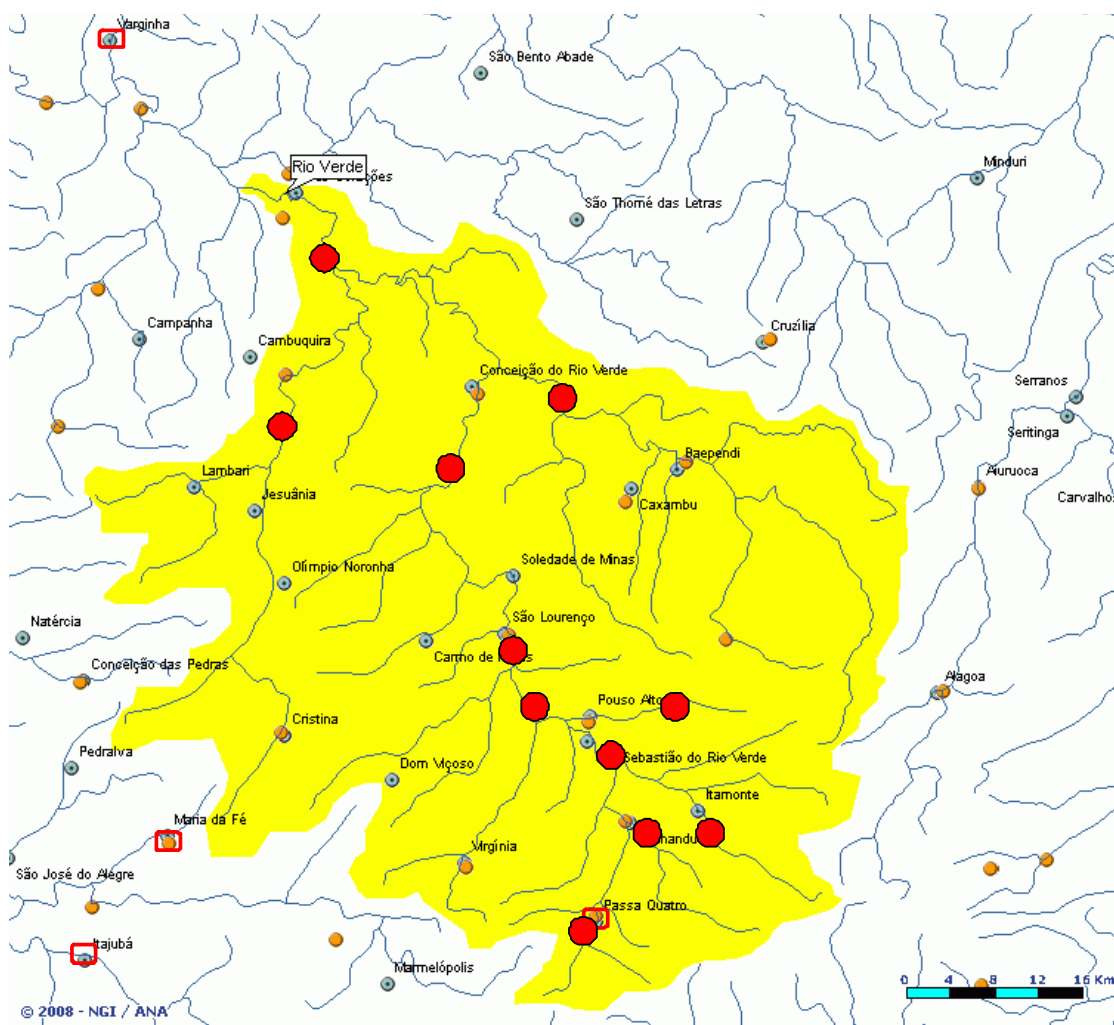 Varginha
São Bento Abade
Rio Verde
Minduri
São Thomé das Letras
Campanha
Cambuquira
Cruzília
Conceição do Rio Verde
Serranos
Seritinga
Lambari
Baependi
Aiuruoca
Jesuânia
Caxambu
Carvalhos
Olímpio Noronha
Soledade de Minas
Natércia
São Lourenço
Conceição das Pedras
Carmo de
Alagoa
Pouso Alto
Cristina
Pedralva
Dom Viçoso
Sebastião do Rio Verde
Itamonte
Maria da Fé
Virgínia
São José do Alegre
Passa Quatro
Itajubá
Marmelópolis
0 4 8 12 16 Km
© 2008 - NGI / ANA